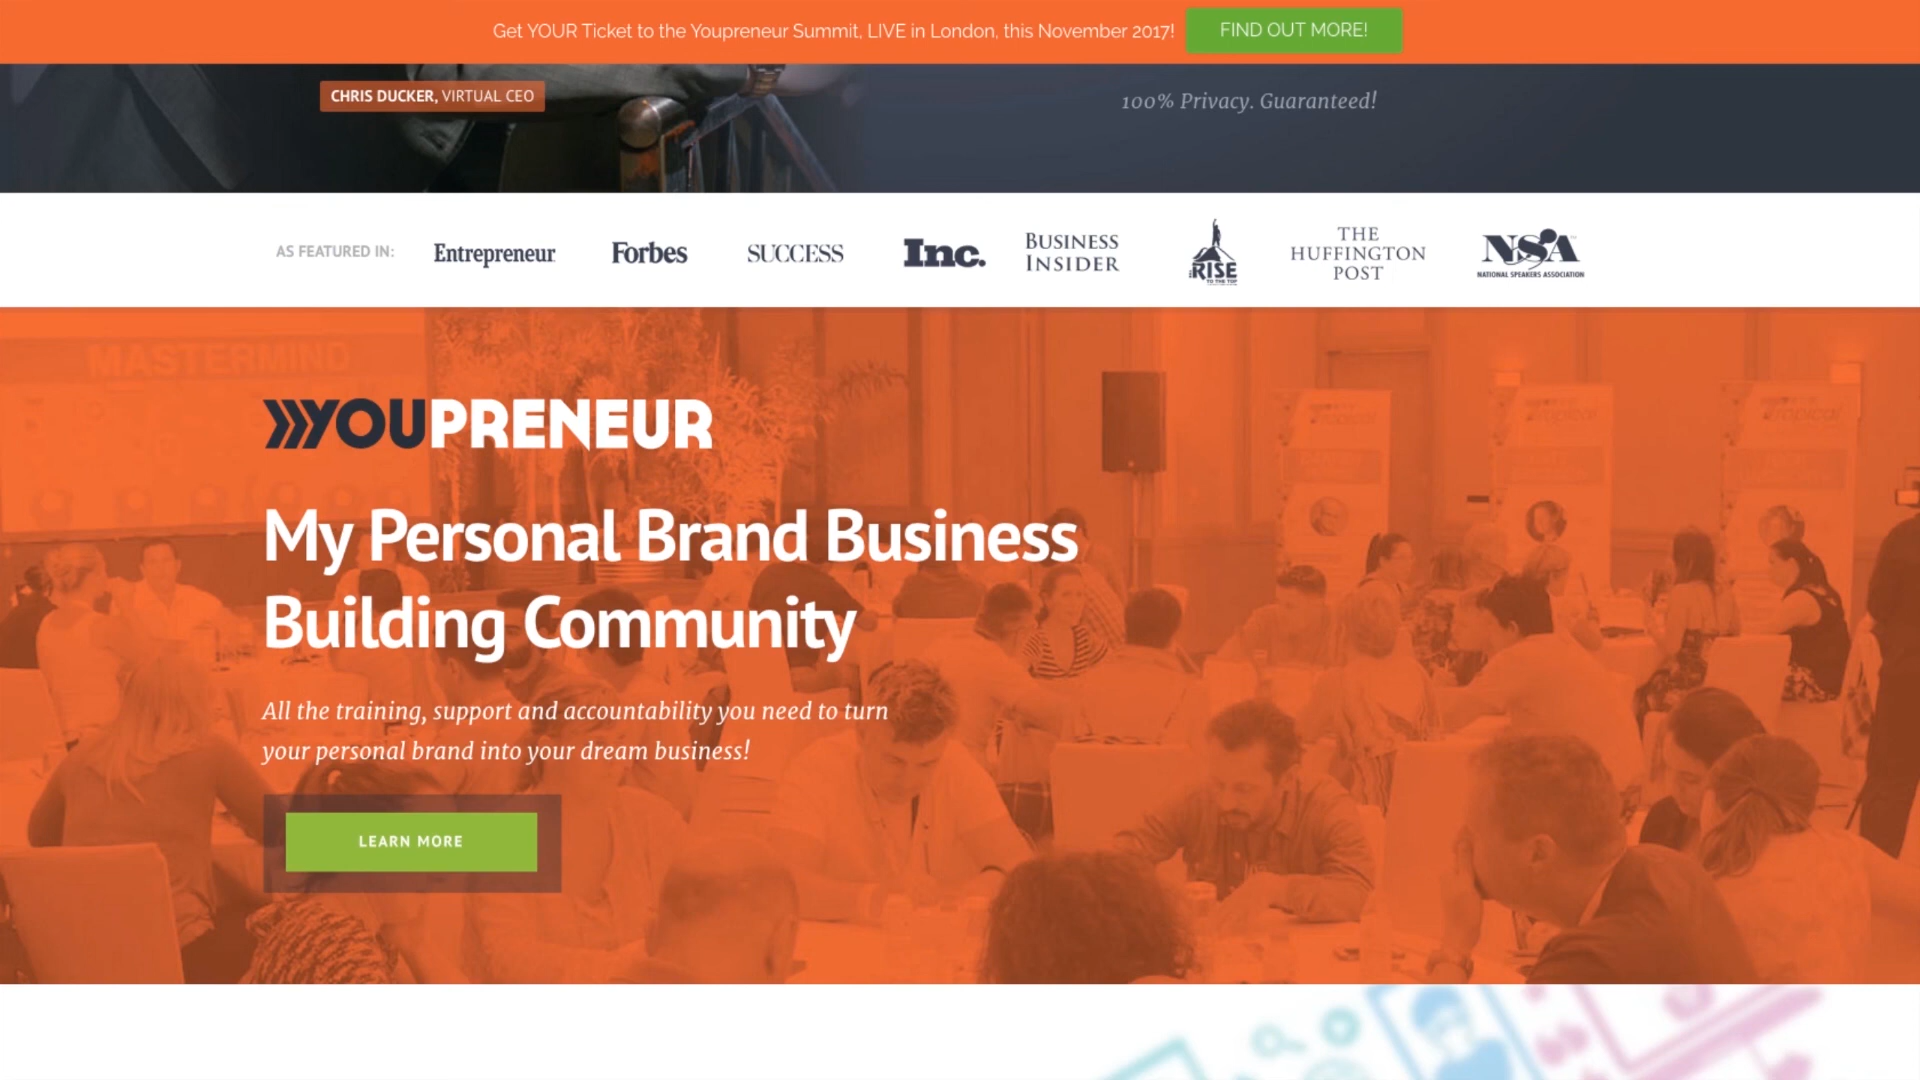 Get YOUR Ticket to the Youpreneur Summit, LIVE in London, this November 2017!
FIND OUT MORE!
CHRIS DUCKER, VIRTUAL CEO
100% Privacy. Guaranteed!
AS FEATURED IN:
Entrepreneur
Forbes
SUCCESS
Inc.
BUSINESS
INSIDER
RISE
TO THE TOP
THE
HUFFINGTON
POST
NSA
NATIONAL SPEAKERS ASSOCIATION
MASTERMIND
YOUPRENEUR
My Personal Brand Business
Building Community
All the training, support and accountability you need to turn
your personal brand into your dream business!
LEARN MORE